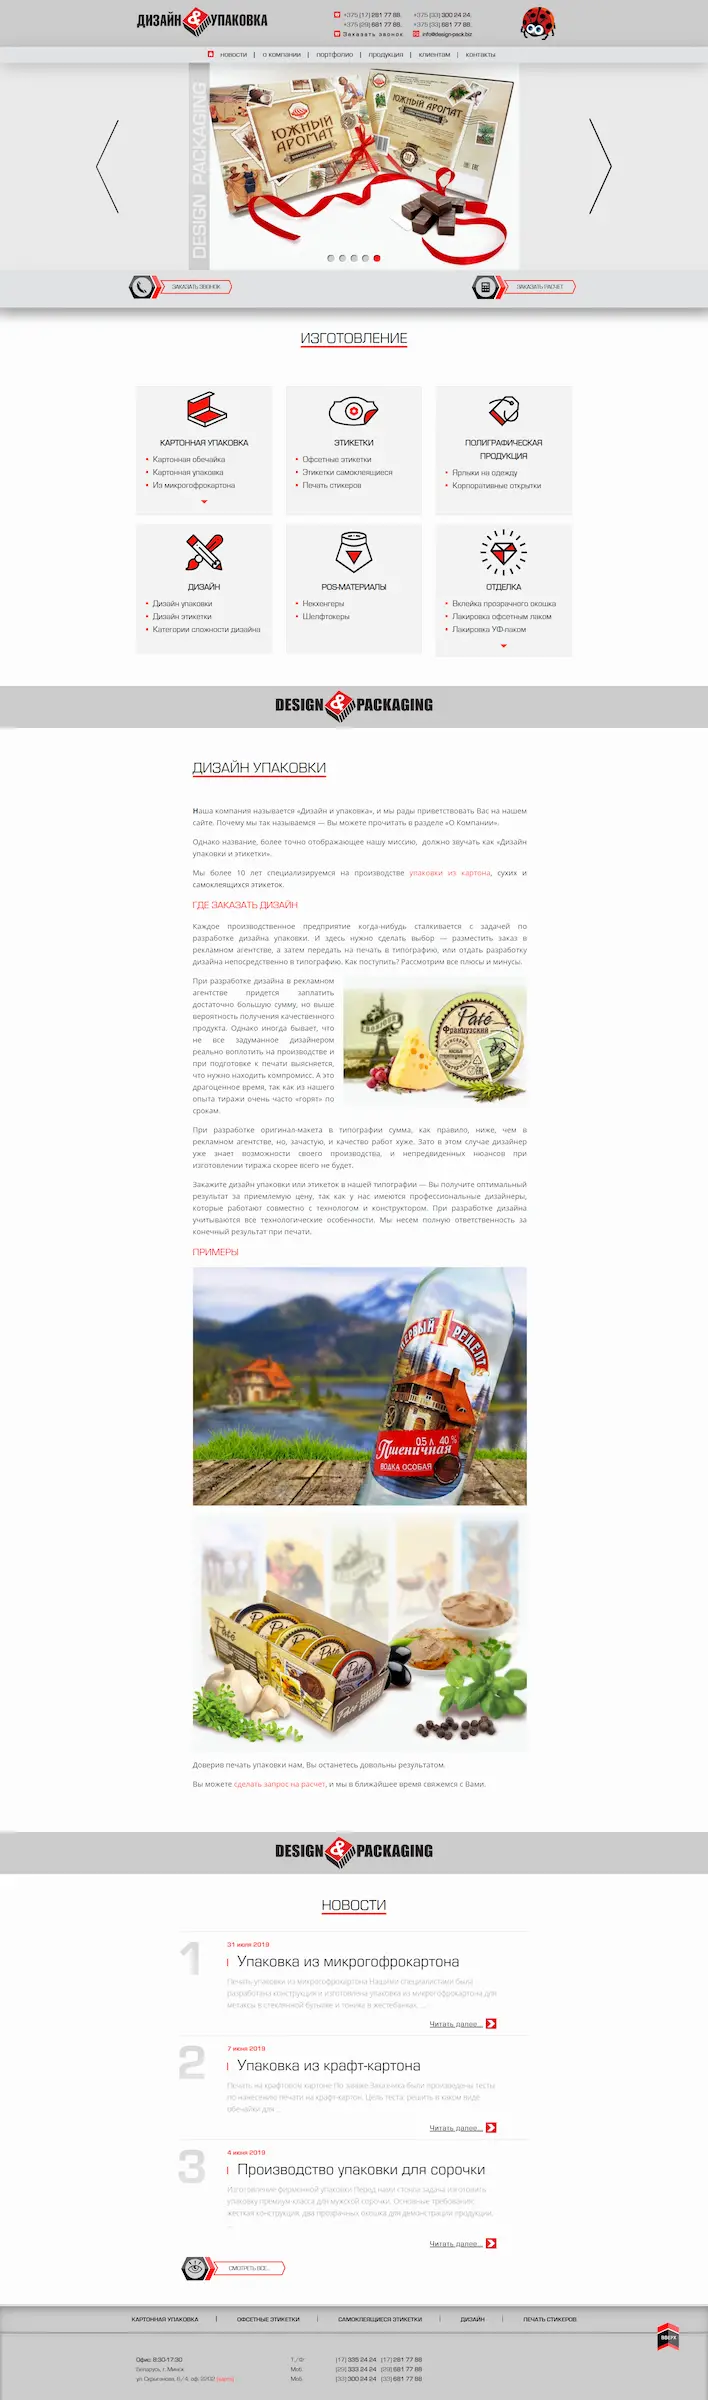 ДИЗАЙН & УПАКОВКА
+375 (17) 281 77 88, +375 (33) 300 24 24,
+375 (29) 681 77 88, +375 (33) 681 77 88,
Заказать звонок info@design-pack.biz
новости | о компании | портфолио | продукция | клиентам | контакты
DESIGN PACKAGING
ЮЖНЫЙ АРОМАТ
ЮЖНЫЙ АРОМАТ
ЗАКАЗАТЬ ЗВОНОК
ЗАКАЗАТЬ РАСЧЕТ
ИЗГОТОВЛЕНИЕ
КАРТОННАЯ УПАКОВКА
Картонная обечайка
Картонная упаковка
Из микрогофрокартона
ЭТИКЕТКИ
Офсетные этикетки
Этикетки самоклеящиеся
Печать стикеров
ПОЛИГРАФИЧЕСКАЯ
ПРОДУКЦИЯ
Ярлыки на одежду
Корпоративные открытки
ДИЗАЙН
Дизайн упаковки
Дизайн этикетки
Категории сложности дизайна
POS-МАТЕРИАЛЫ
Некхенгеры
Шелфтокеры
ОТДЕЛКА
Вклейка прозрачного окошка
Лакировка офсетным лаком
Лакировка УФ-лаком
DESIGN & PACKAGING
ДИЗАЙН УПАКОВКИ
Наша компания называется «Дизайн и упаковка», и мы рады приветствовать Вас на нашем
сайте. Почему мы так называемся — Вы можете прочитать в разделе «О Компании».
Однако название, более точно отображающее нашу миссию, должно звучать как «Дизайн
упаковки и этикетки».
Мы более 10 лет специализируемся на производстве упаковки из картона, сухих и
самоклеящихся этикеток.
ГДЕ ЗАКАЗАТЬ ДИЗАЙН
Каждое производственное предприятие когда-нибудь сталкивается с задачей по
разработке дизайна упаковки. И здесь нужно сделать выбор — разместить заказ в
рекламном агентстве, а затем передать на печать в типографию, или отдать разработку
дизайна непосредственно в типографию. Как поступить? Рассмотрим все плюсы и минусы.
При разработке дизайна в рекламном
агентстве придется заплатить
достаточно большую сумму, но выше
вероятность получения качественного
продукта. Однако иногда бывает, что
не все задуманное дизайнером
реально воплотить на производстве и
при подготовке к печати выясняется,
что нужно находить компромисс. А это
драгоценное время, так как из нашего
опыта тиражи очень часто «горят» по
срокам.
Paté
Французский
При разработке оригинал-макета в типографии сумма, как правило, ниже, чем в
рекламном агентстве, но, зачастую, и качество работ хуже. Зато в этом случае дизайнер
уже знает возможности своего производства, и непредвиденных нюансов при
изготовлении тиража скорее всего не будет.
Закажите дизайн упаковки или этикеток в нашей типографии — Вы получите оптимальный
результат за приемлемую цену, так как у нас имеются профессиональные дизайнеры,
которые работают совместно с технологом и конструктором. При разработке дизайна
учитываются все технологические особенности. Мы несем полную ответственность за
конечный результат при печати.
ПРИМЕРЫ
ПЕРВЫЙ РЕЦЕПТ
0,5 л 40 %
Пшеничная
ВОДКА ОСОБАЯ
Paté
Paté
Доверив печать упаковки нам, Вы останетесь довольны результатом.
Вы можете сделать запрос на расчет, и мы в ближайшее время свяжемся с Вами.
DESIGN & PACKAGING
НОВОСТИ
1
31 июля 2019
Упаковка из микрогофрокартона
Печать упаковки из микрогофрокартона Нашими специалистами была
разработана конструкция и изготовлена упаковка из микрогофрокартона для
метаксы в стеклянной бутылке и тоника в жестебанках. ...
Читать далее...
2
7 июня 2019
Упаковка из крафт-картона
Печать на крафтовом картоне По заявке Заказчика были произведены тесты
по нанесению печати на крафт-картон. Цель теста: решить в каком виде
обечайки для ...
Читать далее...
3
4 июня 2019
Производство упаковки для сорочки
Изготовление фирменной упаковки Перед нами стояла задача изготовить
упаковку премиум-класса для мужской сорочки. Основные требования:
жесткая конструкция, два прозрачных окошка для демонстрации продукции,
...
Читать далее...
СМОТРЕТЬ ВСЕ...
КАРТОННАЯ УПАКОВКА | ОФСЕТНЫЕ ЭТИКЕТКИ | САМОКЛЕЯЩИЕСЯ ЭТИКЕТКИ | ДИЗАЙН | ПЕЧАТЬ СТИКЕРОВ
ВВЕРХ
Офис: 8:30-17:30 Т./Ф: (17) 335 24 24 (17) 281 77 88
Беларусь, г. Минск Моб. (29) 333 24 24 (29) 681 77 88
Моб. (33) 300 24 24 (33) 681 77 88